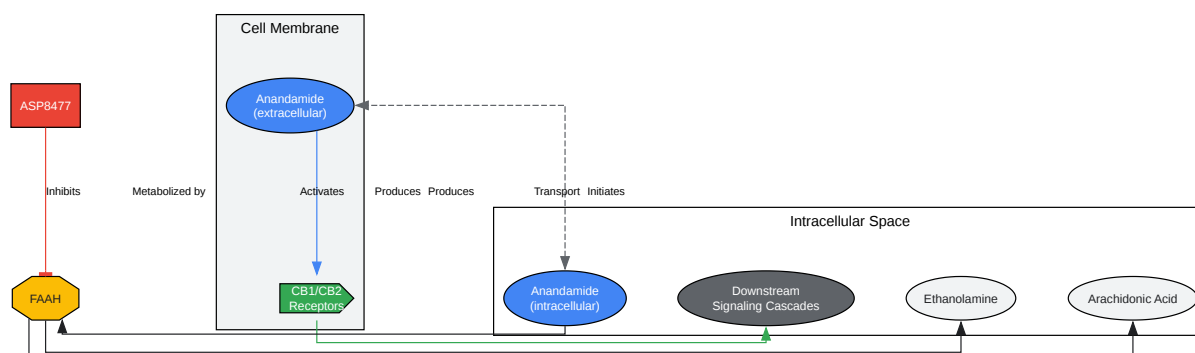 Cell Membrane
ASP8477
Anandamide
(extracellular)
Inhibits
Metabolized by
Activates
Produces
Produces
Transport
Initiates
Intracellular Space
FAAH
CB1/CB2
Receptors
Anandamide
(intracellular)
Downstream
Signaling Cascades
Ethanolamine
Arachidonic Acid